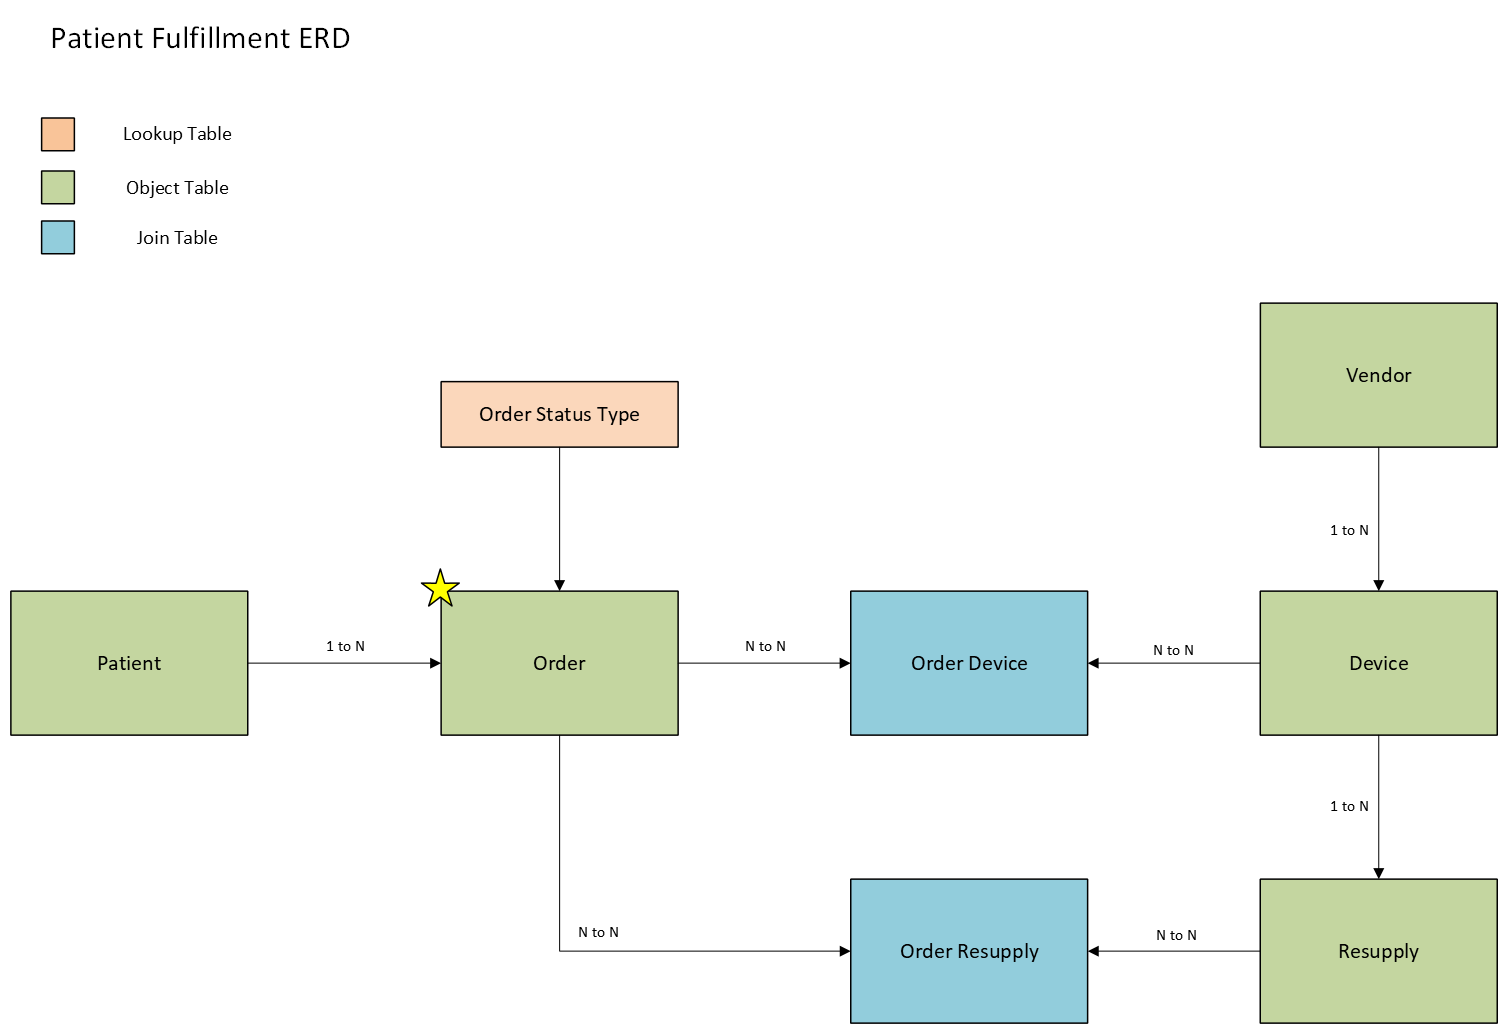 Patient Fulfillment ERD
Lookup Table
Object Table
Join Table
Vendor
Order Status Type
1 to N
Patient
1 to N
Order
N to N
Order Device
N to N
Device
1 to N
N to N
Order Resupply
N to N
Resupply